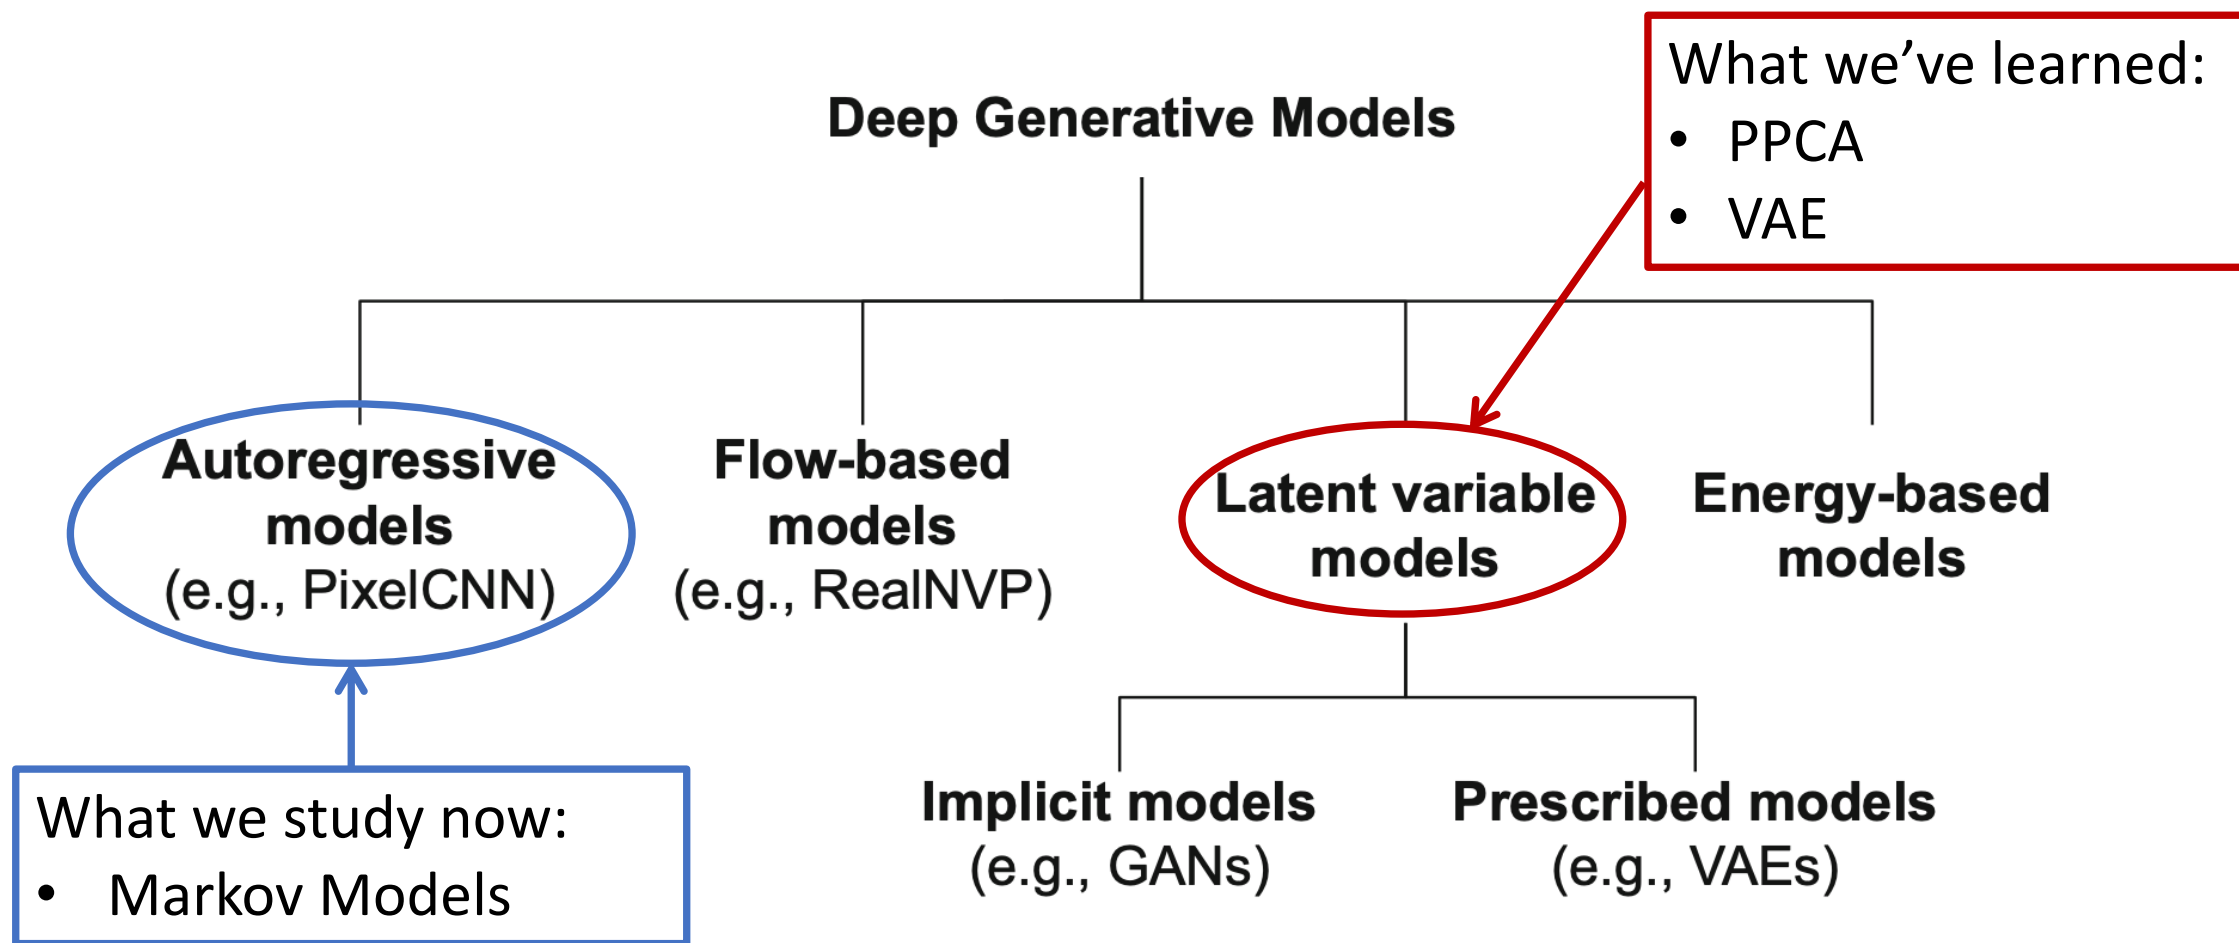 What we’ve learned:
• PPCA
• VAE
Deep Generative Models
Autoregressive
models
(e.g., PixelCNN)
Flow-based
models
(e.g., RealNVP)
Latent variable
models
Energy-based
models
What we study now:
• Markov Models
Implicit models
(e.g., GANs)
Prescribed models
(e.g., VAEs)